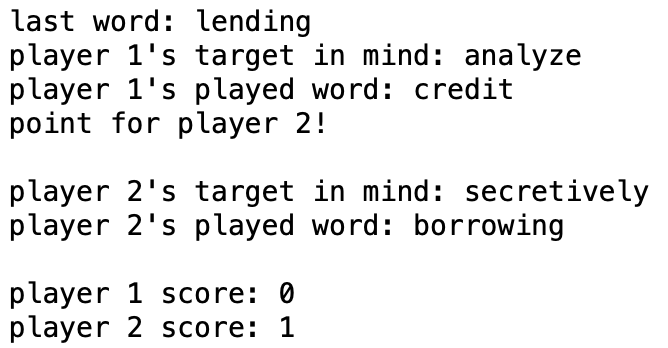 last word: lending
player 1's target in mind: analyze
player 1's played word: credit
point for player 2!
player 2's target in mind: secretively
player 2's played word: borrowing
player 1 score: 0
player 2 score: 1